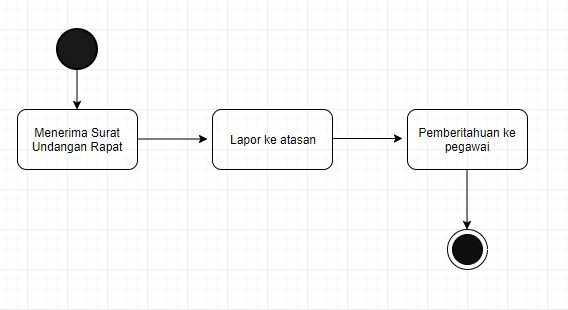 Menerima Surat
Undangan Rapat
Lapor ke atasan
Pemberitahuan ke
pegawai